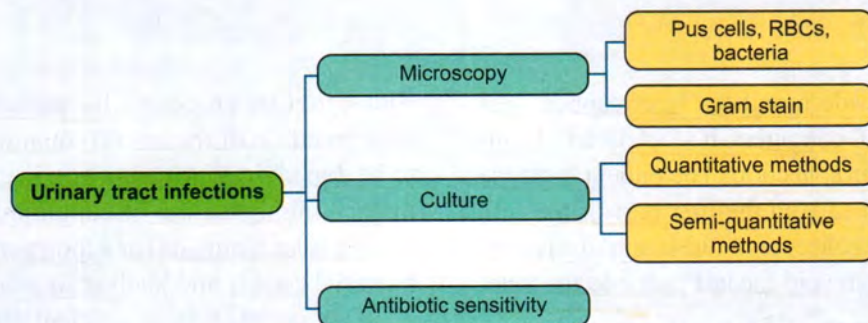 Urinary tract infections
Microscopy
Pus cells, RBCs,
bacteria
Gram stain
Culture
Quantitative methods
Semi-quantitative
methods
Antibiotic sensitivity